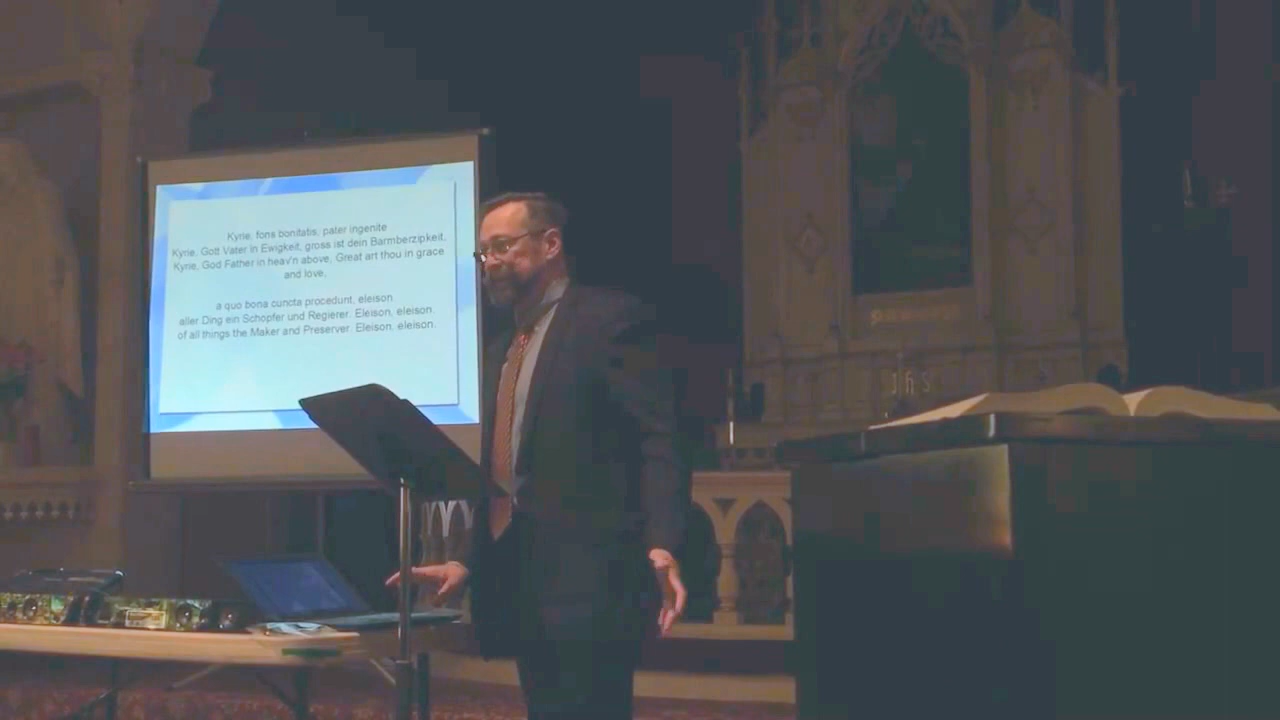 Kyrie, fons bonitatis, pater ingenite
Kyrie, Gott Vater in Ewigkeit, gross ist dein Barmberzipkeit,
Kyrie, God Father in heav'n above, Great art thou in grace
and love,
a quo bona cuncta procedunt, eleison
aller Ding ein Schopfer und Regierer. Eleison, eleison.
of all things the Maker and Preserver. Eleison, eleison.
IHS